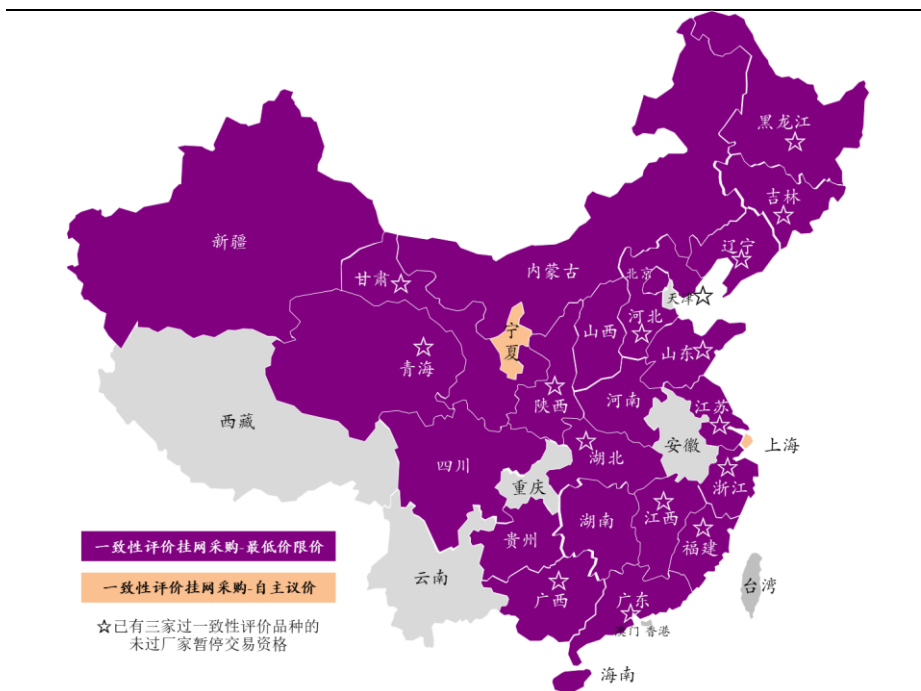 黑龙江
☆
吉林
☆
辽宁
☆
新疆
内蒙古
北京
甘肃☆
天津☆
宁
夏
河北
☆
山西
山东☆
青海
☆
☆
陕西
河南
江苏
☆
西藏
安徽
上海
四川
☆
湖北
☆
浙江
重庆
湖南
☆
江西
☆
福建
贵州
云南
☆
广西
广东
☆
台湾
澳门 香港
海南
一致性评价挂网采购-最低价限价
一致性评价挂网采购-自主议价
☆已有三家过一致性评价品种的
未过厂家暂停交易资格